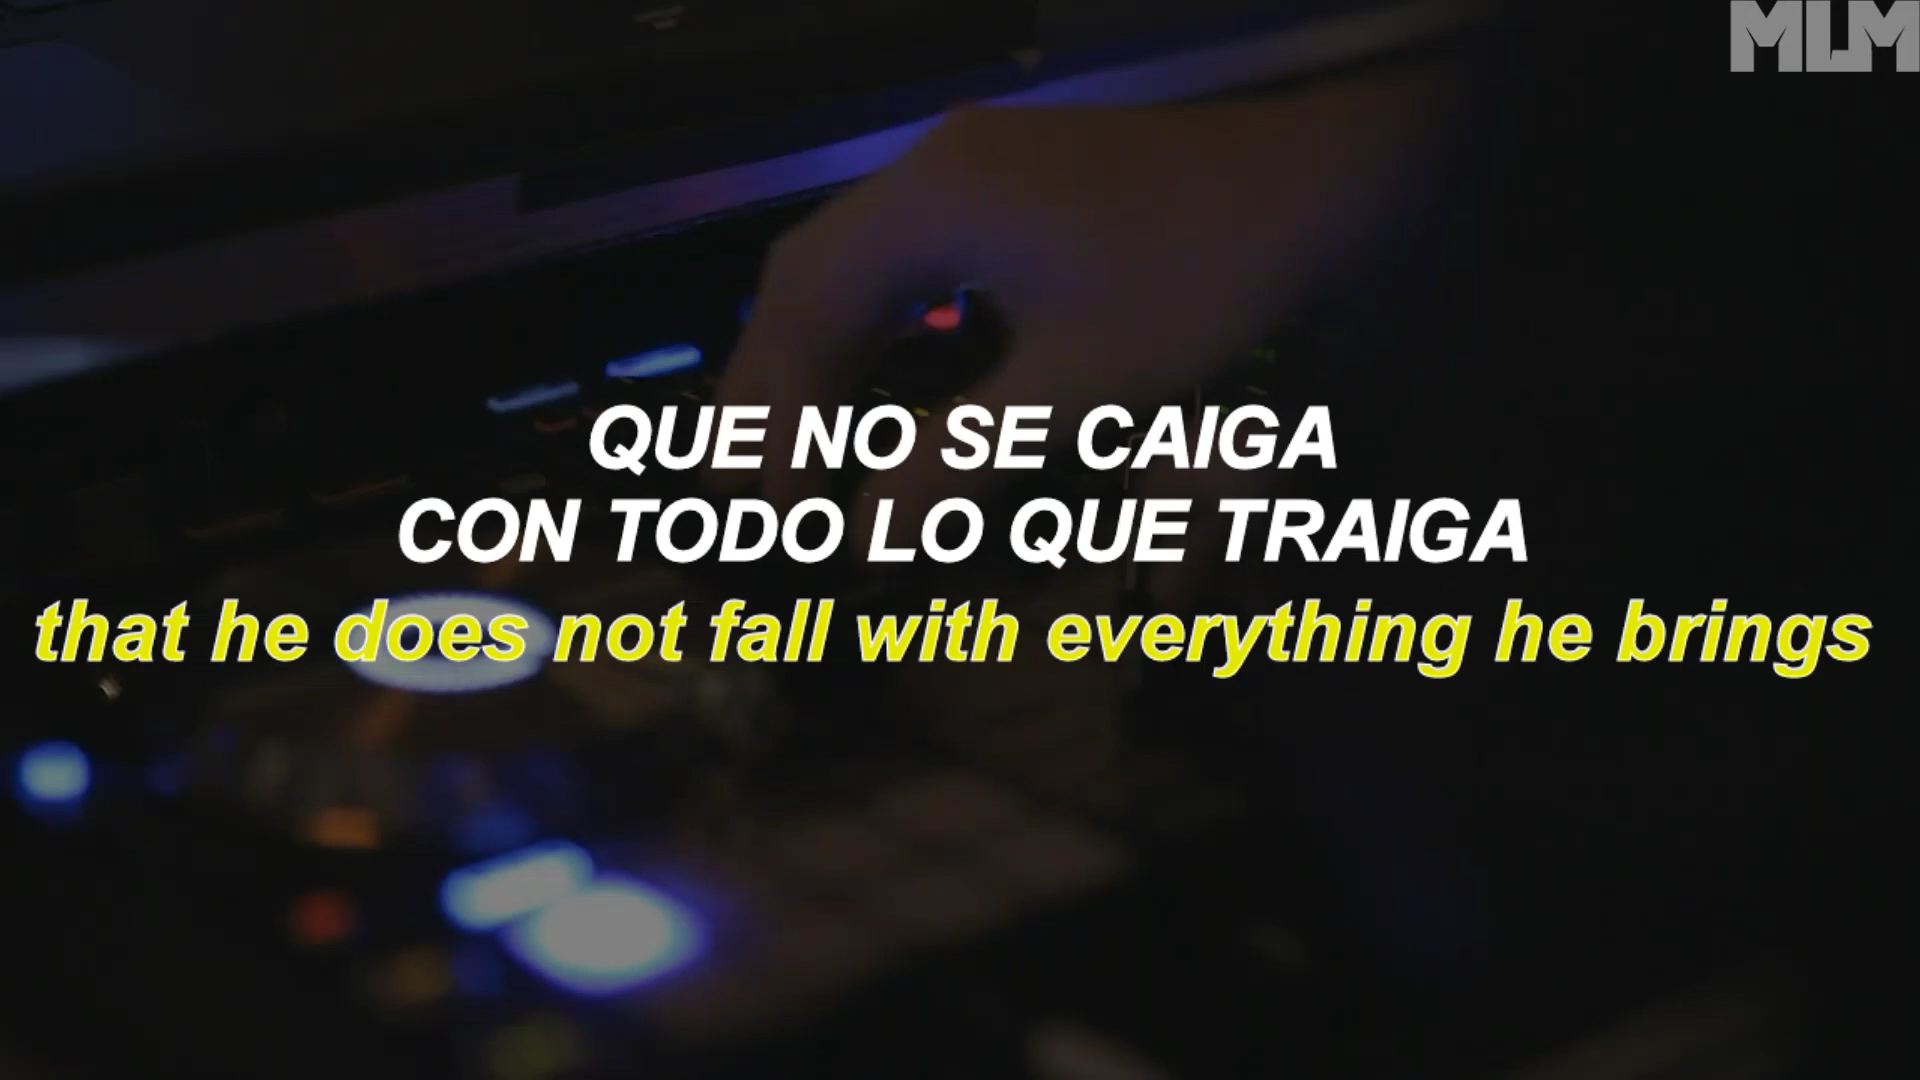 MLM
QUE NO SE CAIGA
CON TODO LO QUE TRAIGA
that he does not fall with everything he brings